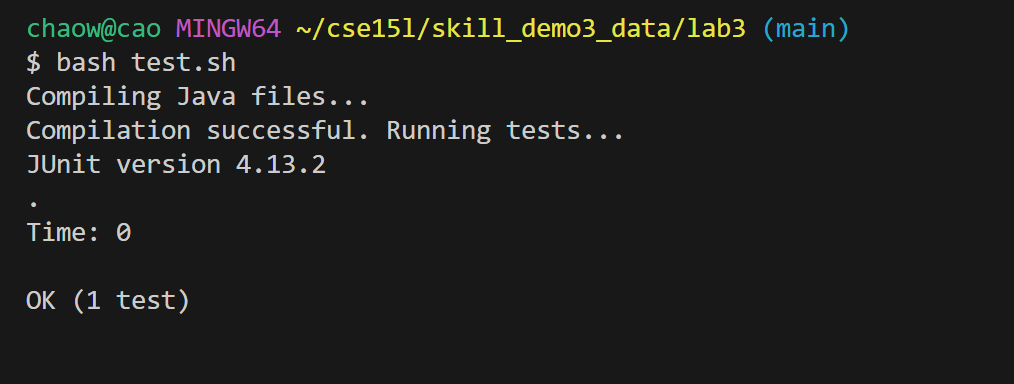 chaow@cao MINGW64 ~/cse15l/skill_demo3_data/lab3 (main)
$ bash test.sh
Compiling Java files...
Compilation successful. Running tests...
JUnit version 4.13.2
.
Time: 0
OK (1 test)